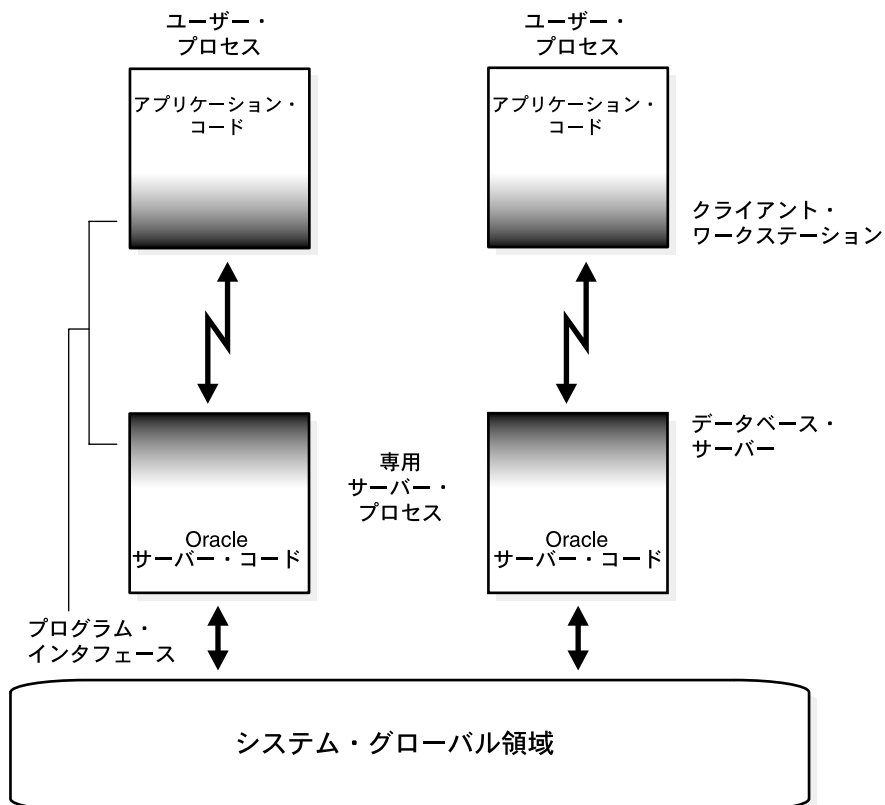 ユーザー・
プロセス
ユーザー・
プロセス
アプリケーション・
コード
アプリケーション・
コード
クライアント・
ワークステーション
データベース・
サーバー
専用
サーバー・
プロセス
Oracle
サーバー・コード
Oracle
サーバー・コード
プログラム・
インタフェース
システム・グローバル領域